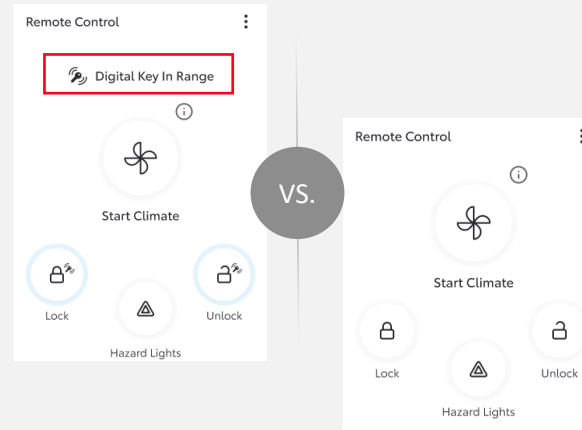 Remote Control
Digital Key In Range
Start Climate
Lock
Unlock
Hazard Lights
VS.
Remote Control
Start Climate
Lock
Unlock
Hazard Lights